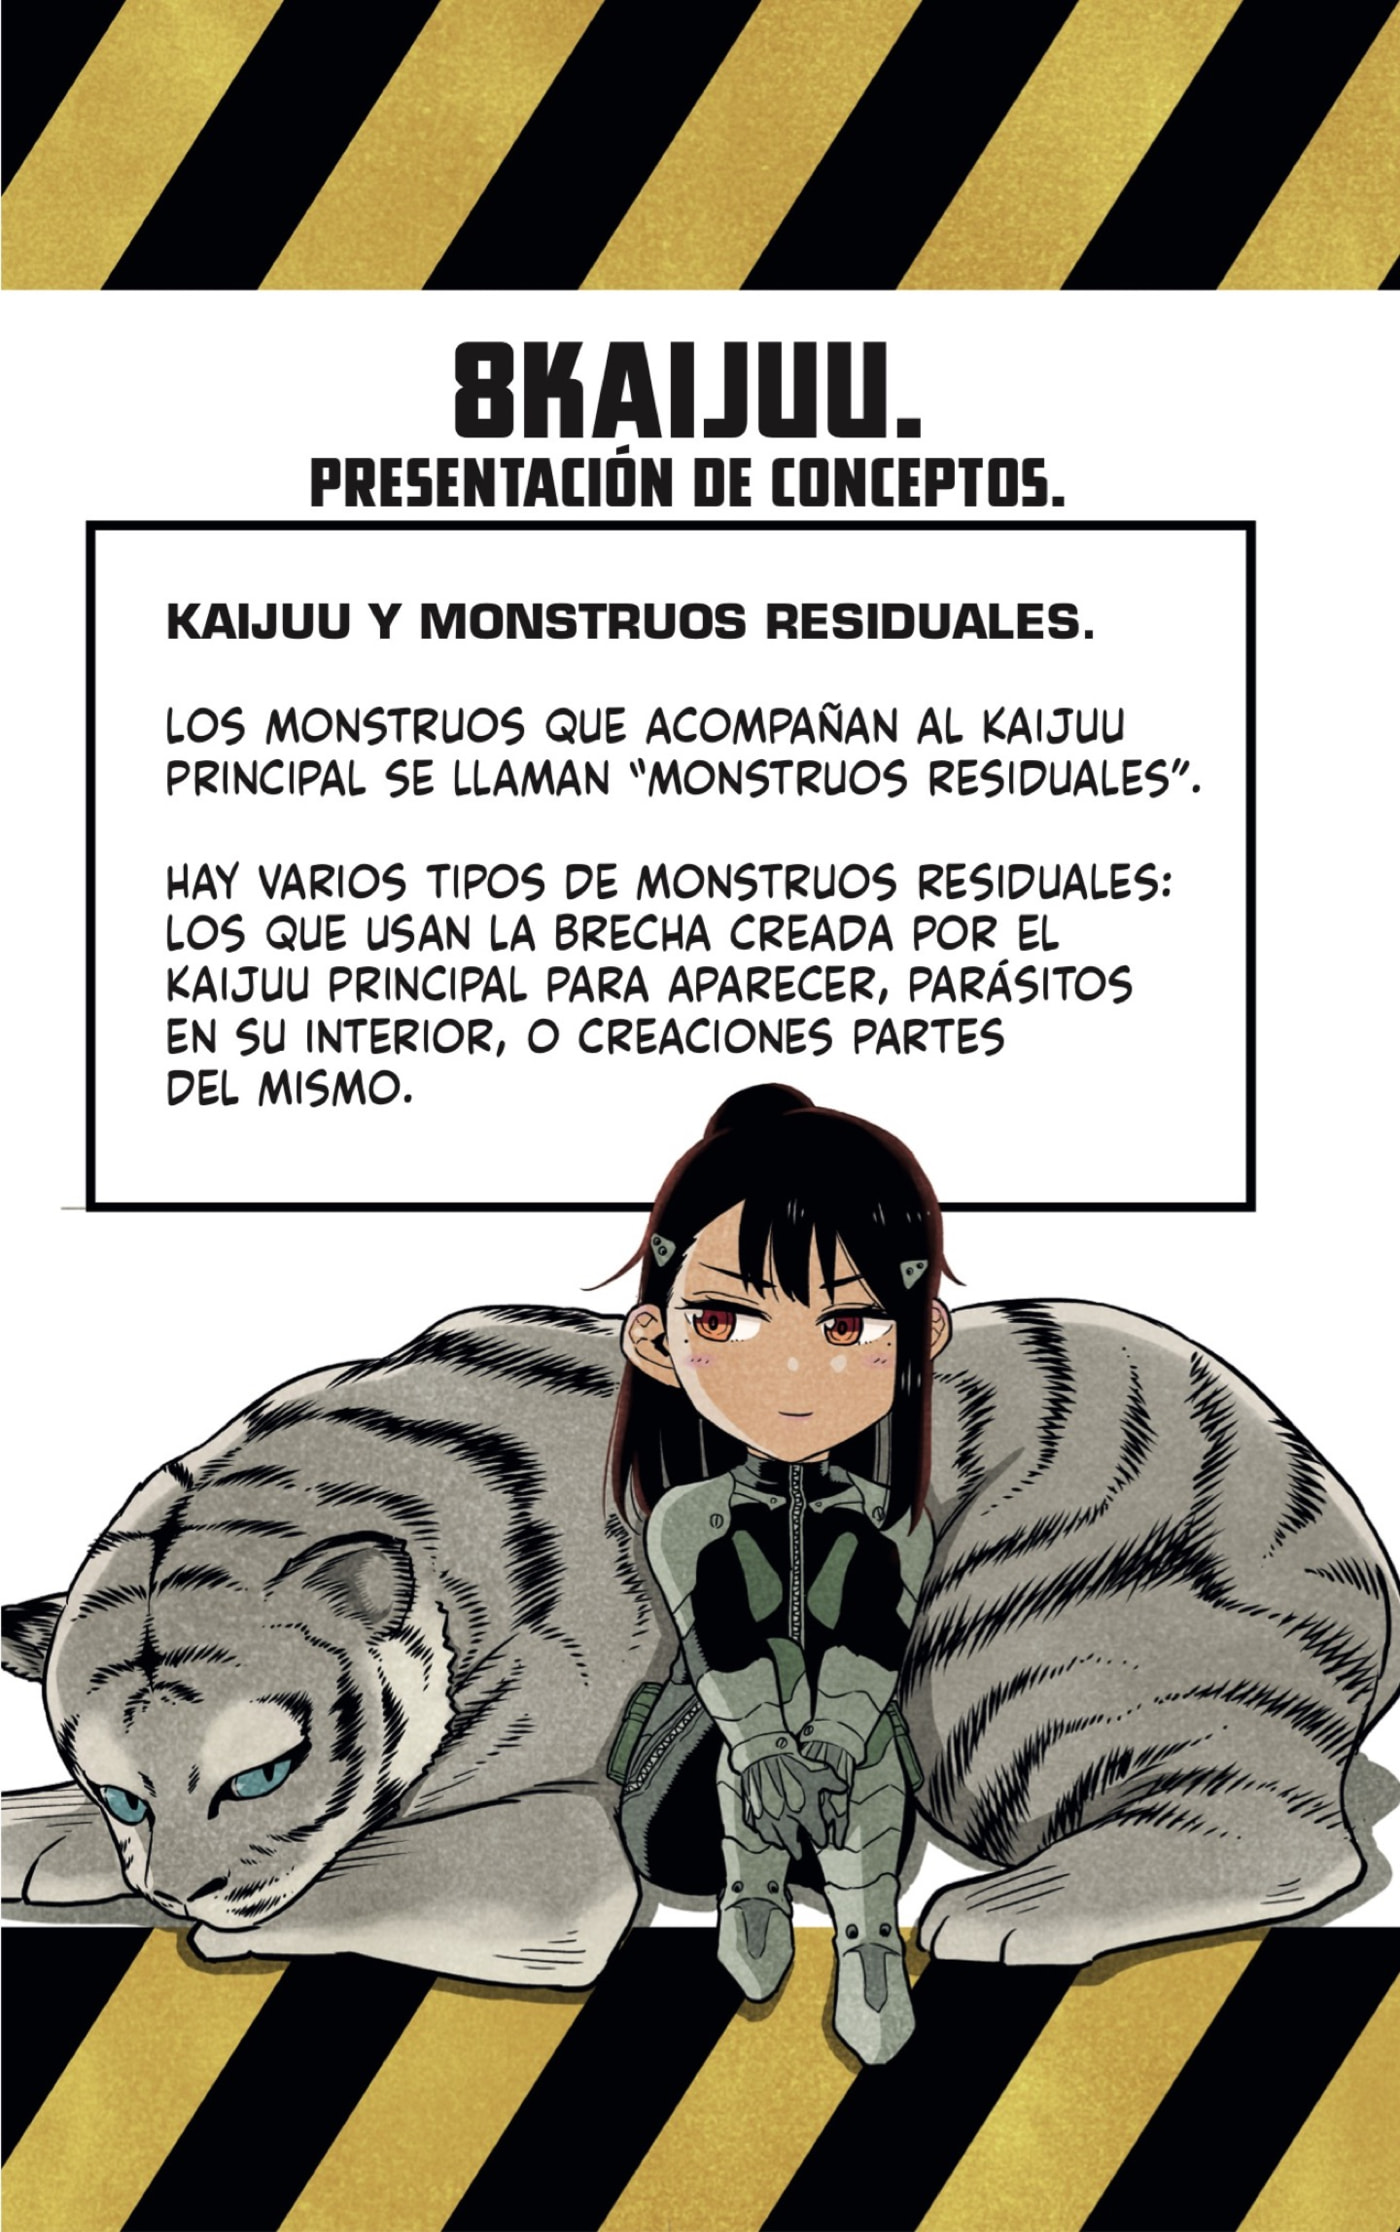 8KAIJUU.
PRESENTACIÓN DE CONCEPTOS.
KAIJUU Y MONSTRUOS RESIDUALES.
LOS MONSTRUOS QUE ACOMPAÑAN AL KAIJUU
PRINCIPAL SE LLAMAN “MONSTRUOS RESIDUALES”.
HAY VARIOS TIPOS DE MONSTRUOS RESIDUALES:
LOS QUE USAN LA BRECHA CREADA POR EL
KAIJUU PRINCIPAL PARA APARECER, PARÁSITOS
EN SU INTERIOR, O CREACIONES PARTES
DEL MISMO.